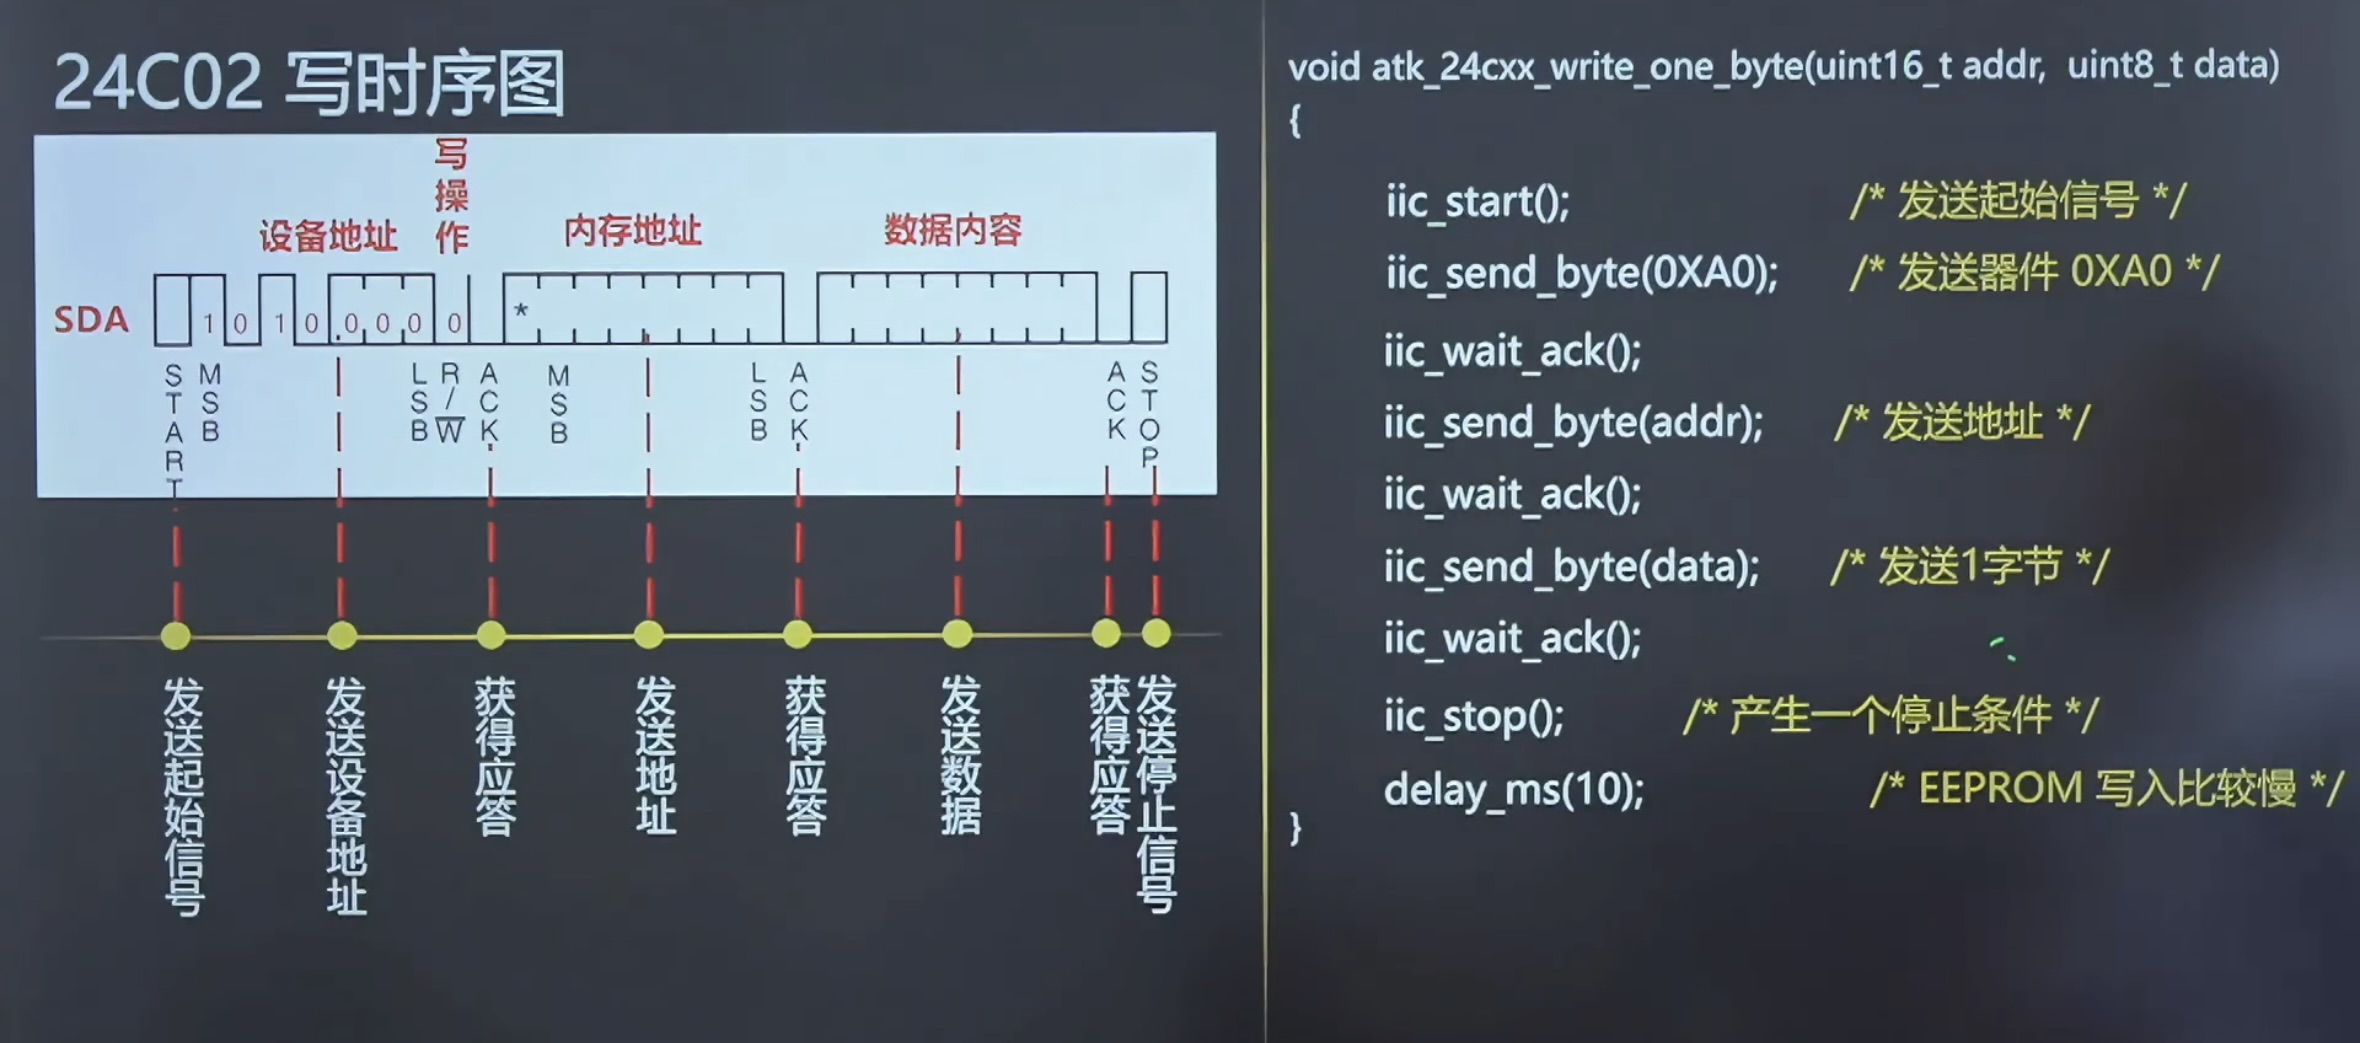 24C02 写时序图
写操作
设备地址
内存地址
数据内容
SDA
1 0 1 0 0 0 0 0
*
START
MSB
LSB
R/W
ACK
MSB
LSB
ACK
ACK
STOP
发送起始信号
发送设备地址
获得应答
发送地址
获得应答
发送数据
获得应答
发送停止信号
void atk_24cxx_write_one_byte(uint16_t addr, uint8_t data)
{
iic_start(); /* 发送起始信号 */
iic_send_byte(0XA0); /* 发送器件 0XA0 */
iic_wait_ack();
iic_send_byte(addr); /* 发送地址 */
iic_wait_ack();
iic_send_byte(data); /* 发送1字节 */
iic_wait_ack();
iic_stop(); /* 产生一个停止条件 */
delay_ms(10); /* EEPROM 写入比较慢 */
}